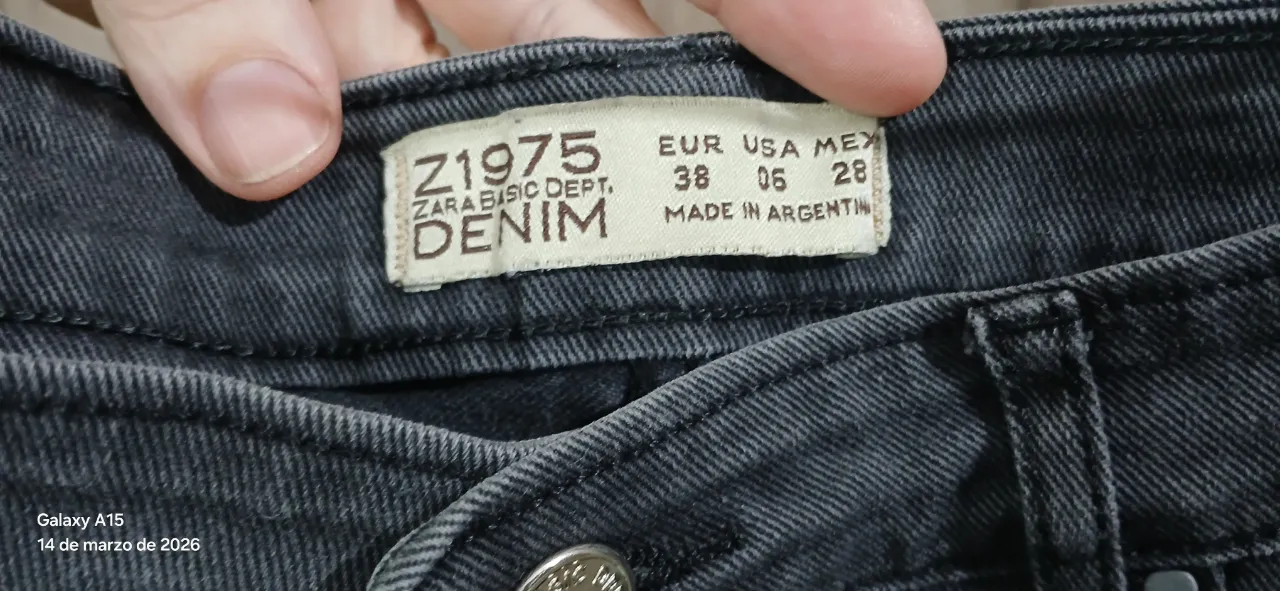 Z1975
ZARA BASIC DEPT.
DENIM
EUR USA MEX
38 06 28
MADE IN ARGENTIN
Galaxy A15
14 de marzo de 2026